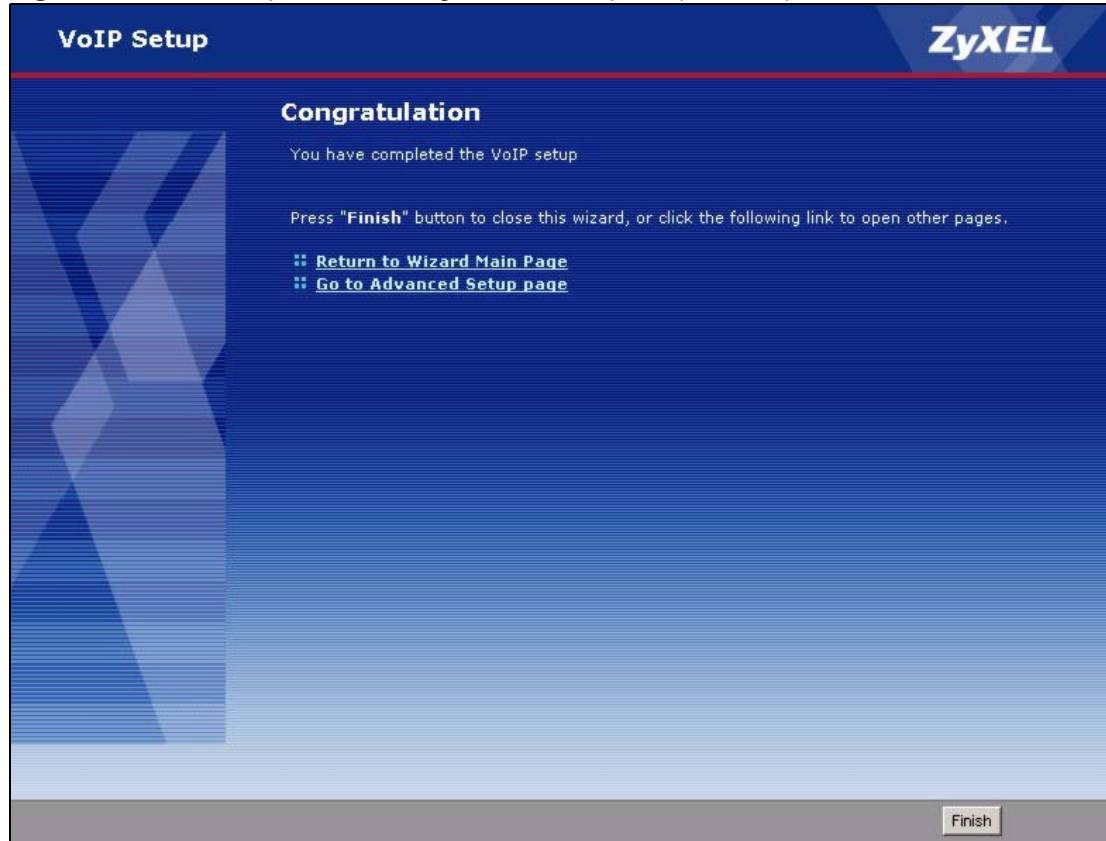 VoIP Setup
ZyXEL
Congratulation
You have completed the VoIP setup
Press "Finish" button to close this wizard, or click the following link to open other pages.
Return to Wizard Main Page
Go to Advanced Setup page
Finish